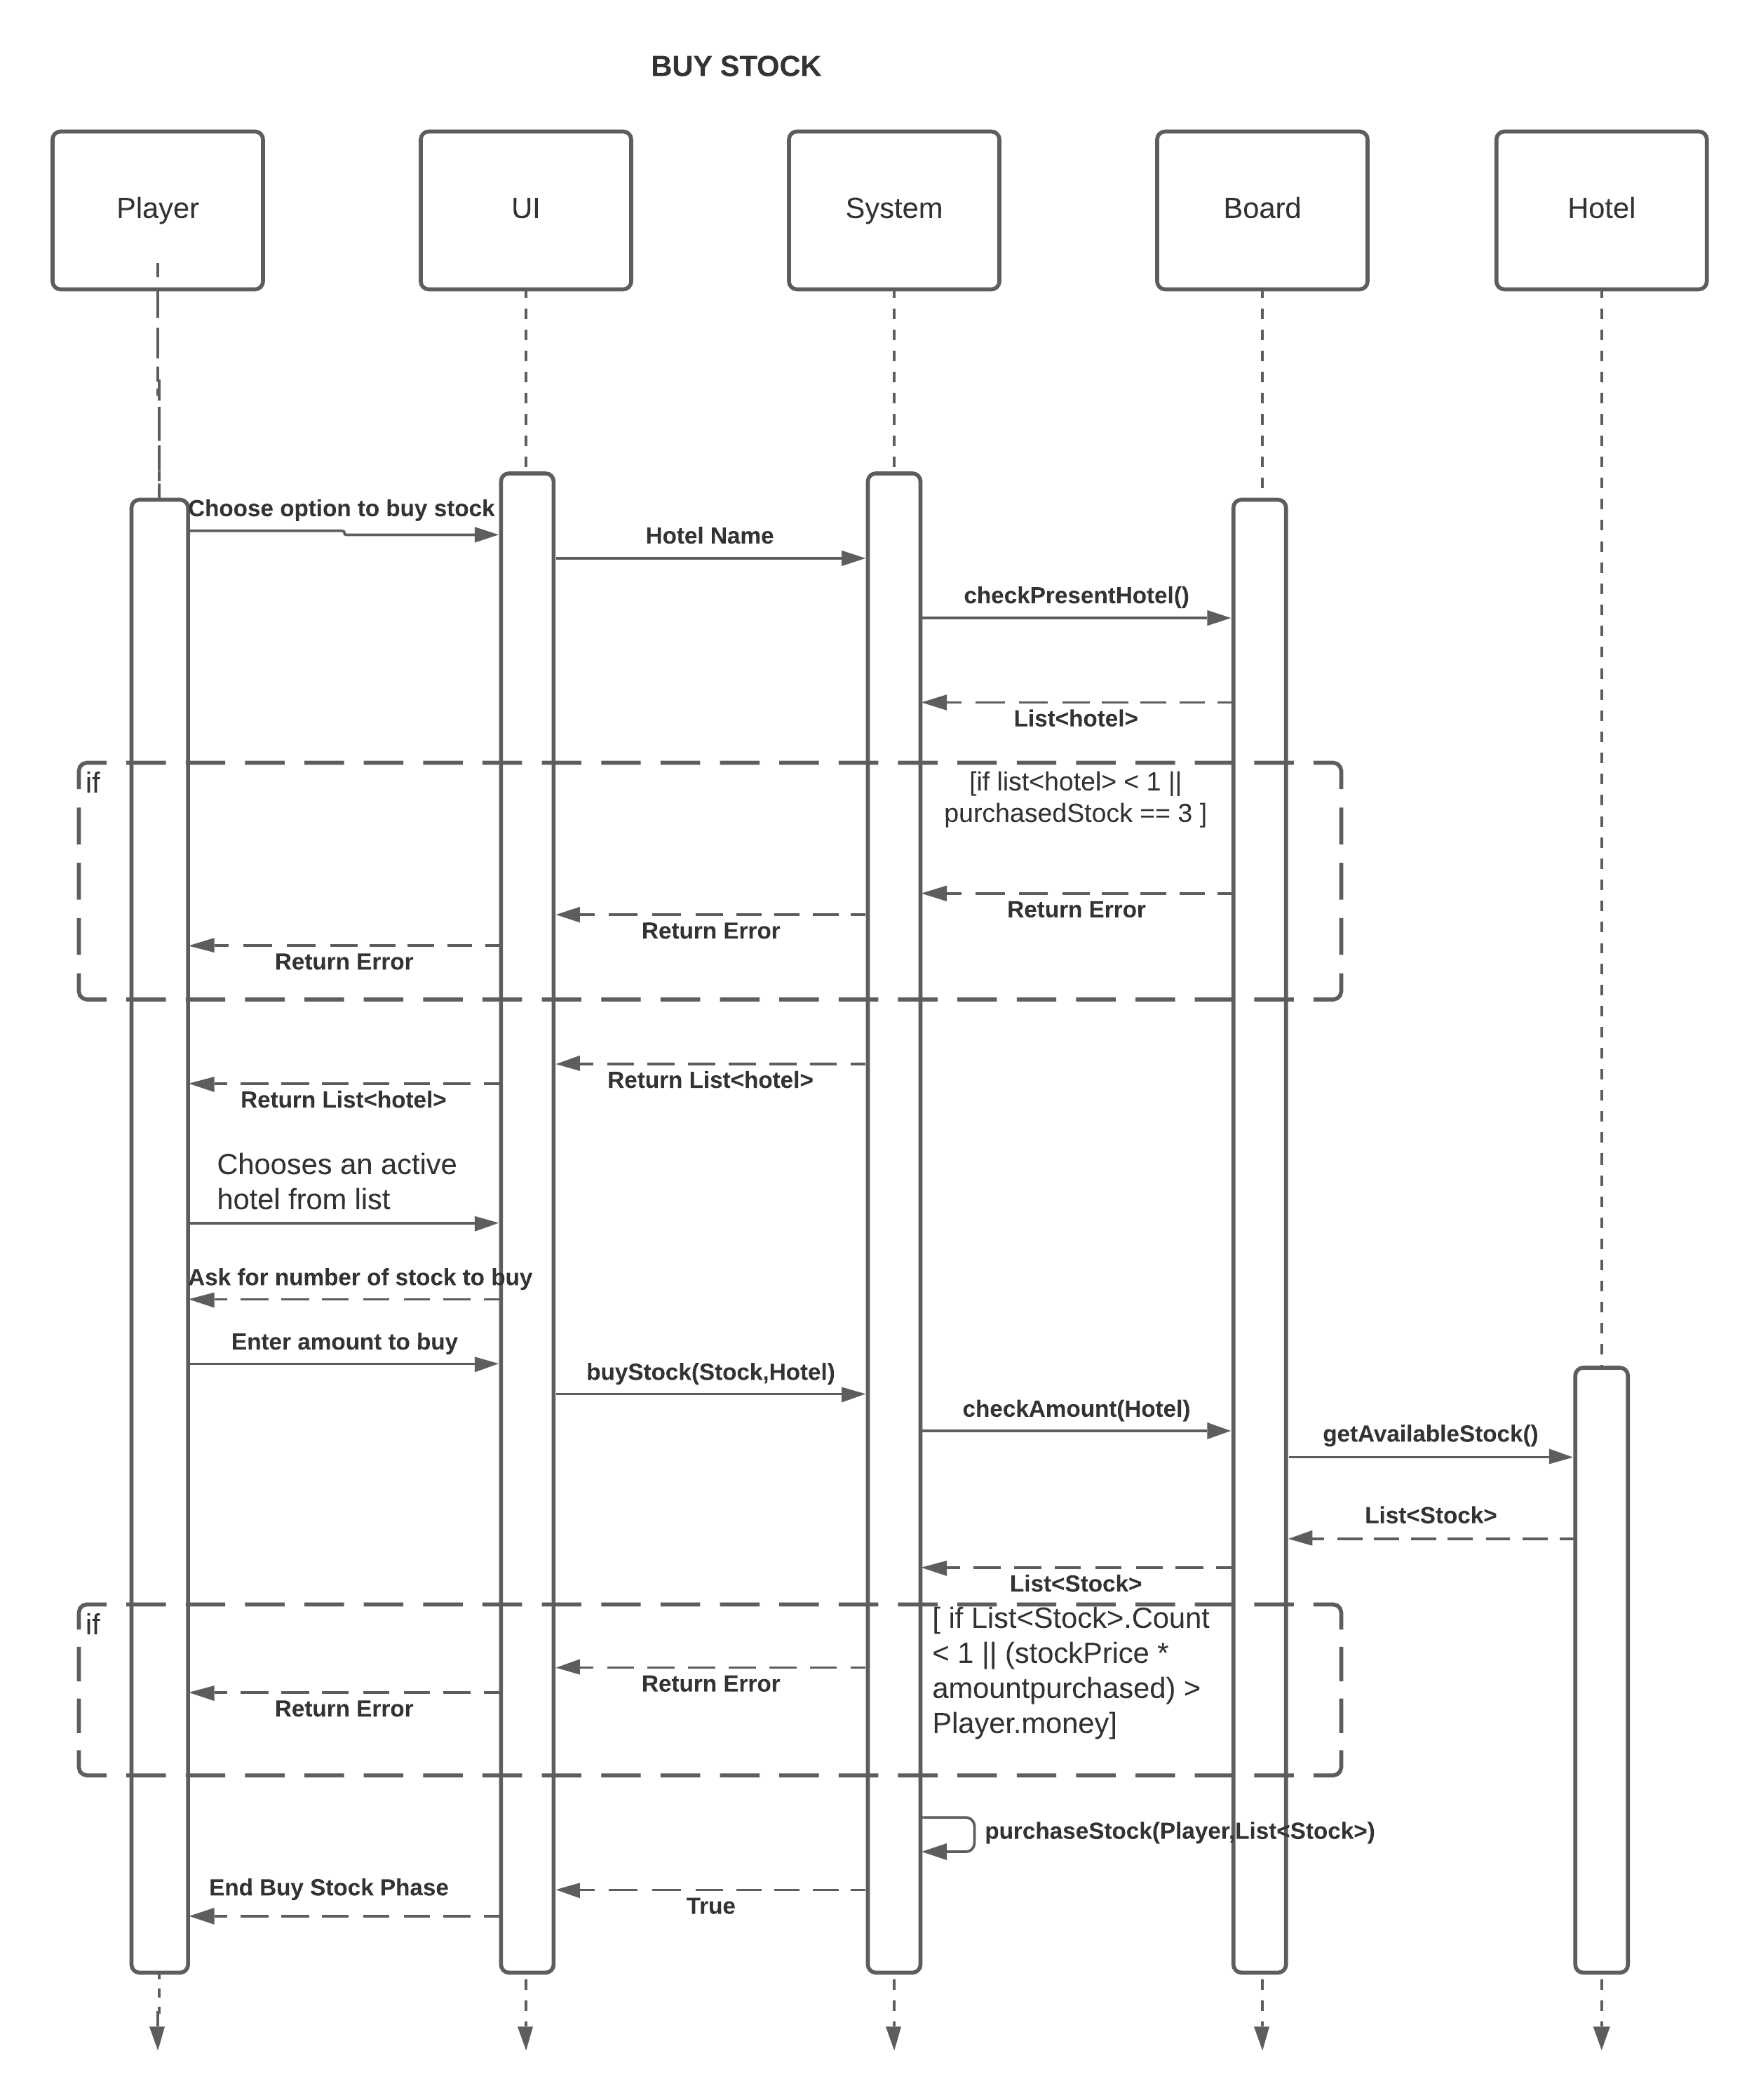 BUY STOCK
Player
UI
System
Board
Hotel
Choose option to buy stock
Hotel Name
checkPresentHotel()
List<hotel>
if
[if list<hotel> < 1 ||
purchasedStock == 3 ]
Return Error
Return Error
Return Error
Return List<hotel>
Return List<hotel>
Chooses an active
hotel from list
Ask for number of stock to buy
Enter amount to buy
buyStock(Stock,Hotel)
checkAmount(Hotel)
getAvailableStock()
List<Stock>
List<Stock>
if
[ if List<Stock>.Count
< 1 || (stockPrice *
amountpurchased) >
Player.money]
Return Error
Return Error
purchaseStock(Player,List<Stock>)
End Buy Stock Phase
True